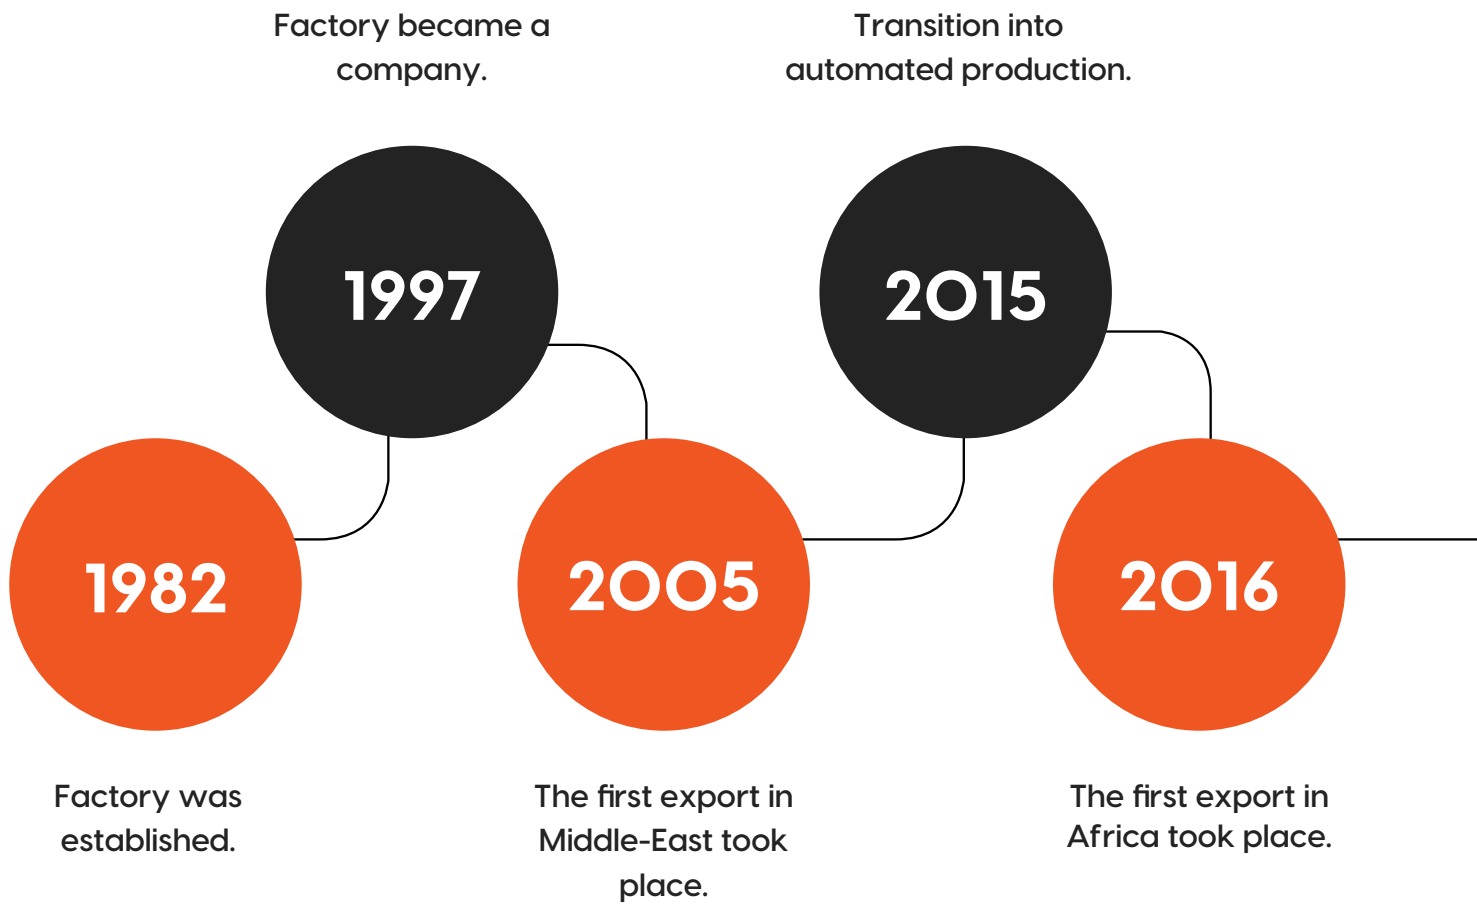 Factory became a
company.
Transition into
automated production.
1997
2015
1982
2005
2016
Factory was
established.
The first export in
Middle-East took
place.
The first export in
Africa took place.